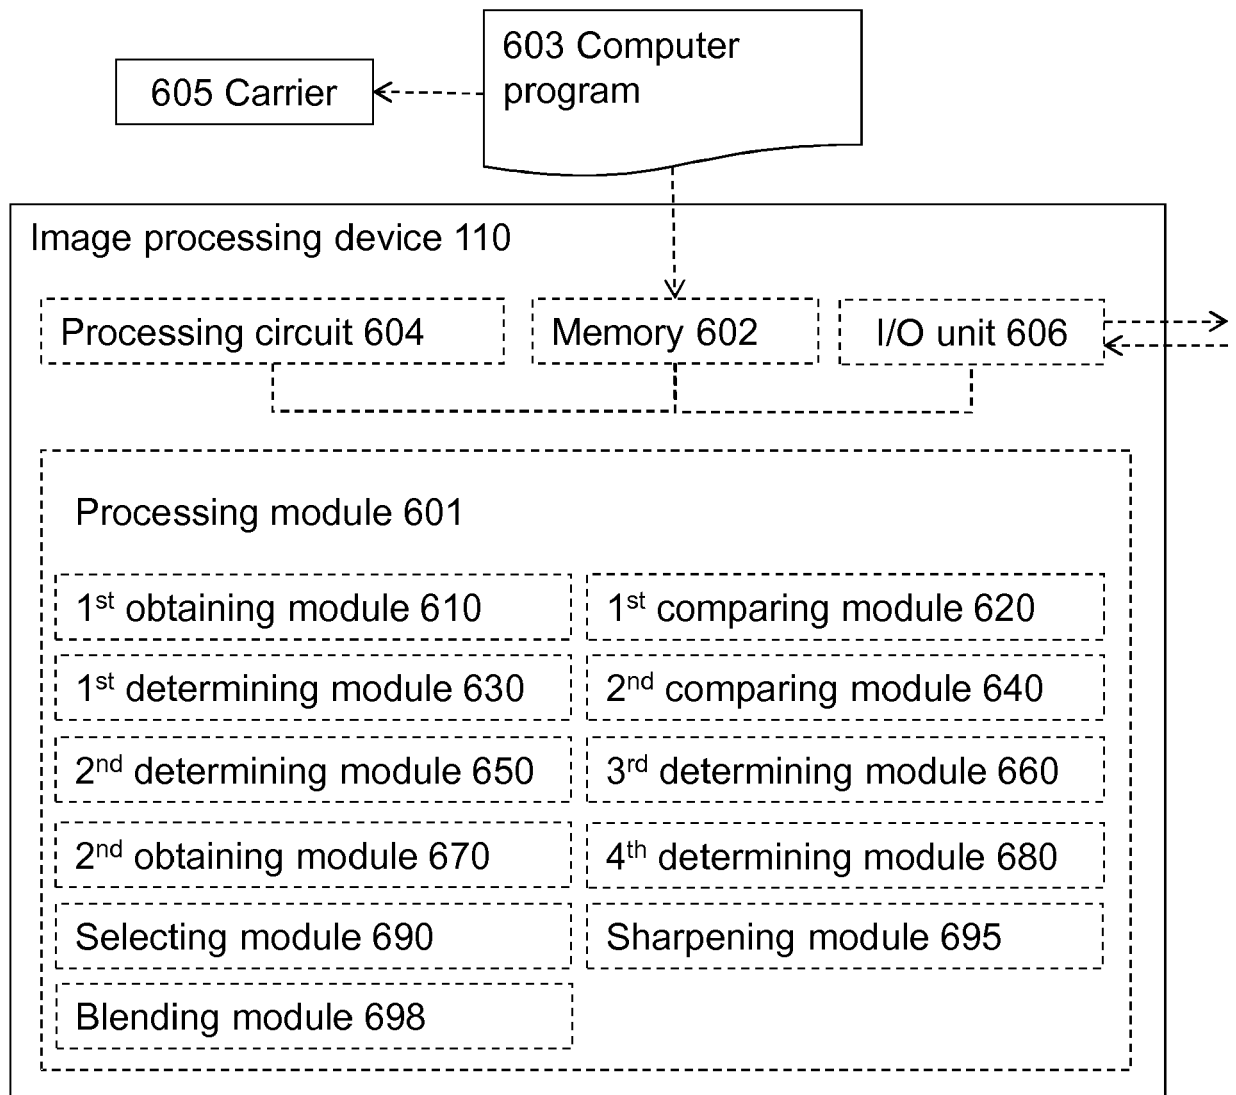 603 Computer
program
605 Carrier
Image processing device 110
Processing circuit 604
Memory 602
I/O unit 606
Processing module 601
1st obtaining module 610
1st comparing module 620
1st determining module 630
2nd comparing module 640
2nd determining module 650
3rd determining module 660
2nd obtaining module 670
4th determining module 680
Selecting module 690
Sharpening module 695
Blending module 698